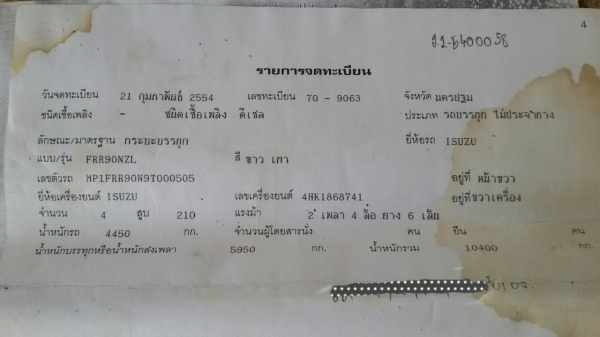 4
รายการจดทะเบียน
วันจดทะเบียน 21 กุมภาพันธ์ 2554 เลขทะเบียน 70 - 9063 จังหวัด นครปฐม
ชนิดเชื้อเพลิง - ชนิดเชื้อเพลิง ดีเซล ประเภท รถบรรทุก ไม่ประจำทาง
ลักษณะ/มาตรฐาน กระบะบรรทุก ยี่ห้อรถ ISUZU
แบบ/รุ่น FRR90NZL สี ขาว เทา
เลขตัวรถ MP1FRR90N9T000505 อยู่ที่ หน้าขวา
ยี่ห้อเครื่องยนต์ ISUZU เลขเครื่องยนต์ 4HK1868741 อยู่ที่ ขวาเครื่อง
จำนวน 4 สูบ 210 แรงม้า 2 เพลา 4 ล้อ ยาง 6 เส้น
น้ำหนักรถ 4450 กก. จำนวนผู้โดยสารนั่ง คน ยืน คน
น้ำหนักบรรทุกหรือน้ำหนักลงเพลา 5950 กก. น้ำหนักรวม 10400 กก.